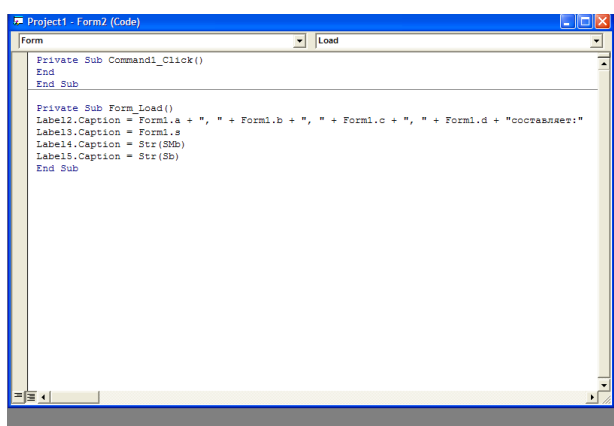 Project1 - Form2 (Code)
Form Load
Private Sub Command1_Click()
End
End Sub
Private Sub Form_Load()
Label2.Caption = Form1.a + ", " + Form1.b + ", " + Form1.c + ", " + Form1.d + "составляет:"
Label3.Caption = Form1.s
Label4.Caption = Str(SMb)
Label5.Caption = Str(Sb)
End Sub